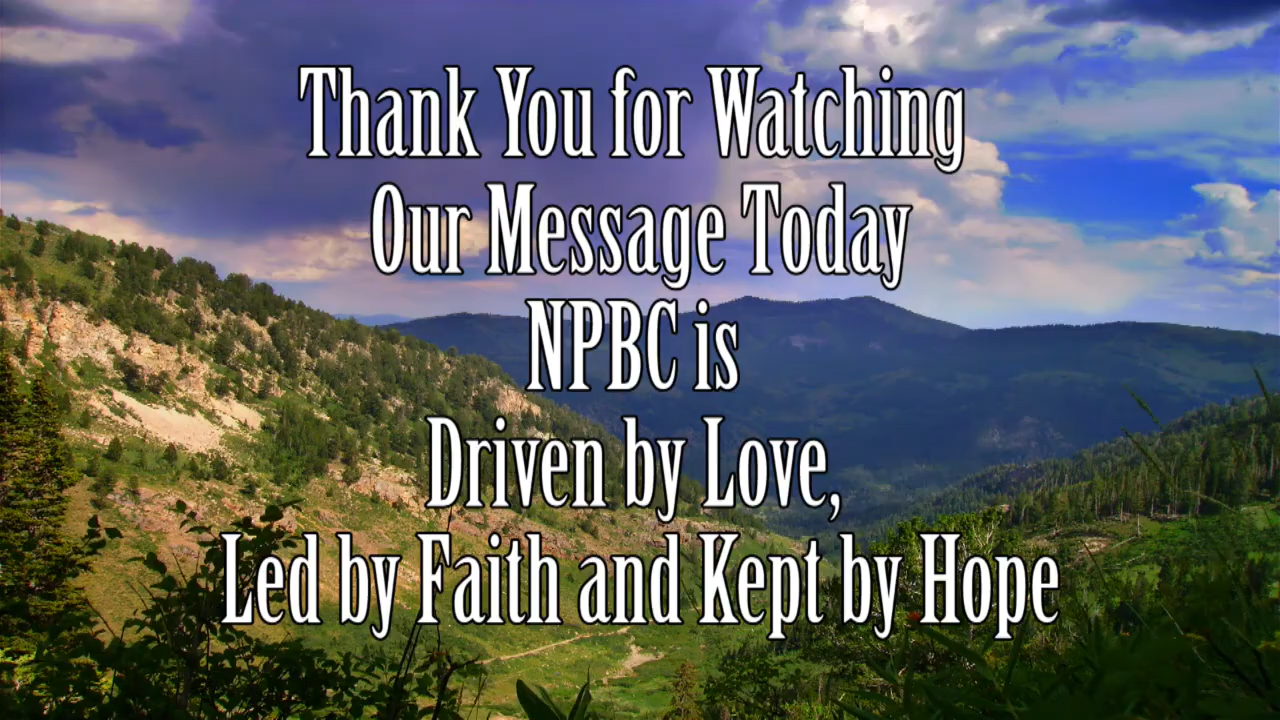 Thank You for Watching
Our Message Today
NPBC is
Driven by Love,
Led by Faith and Kept by Hope